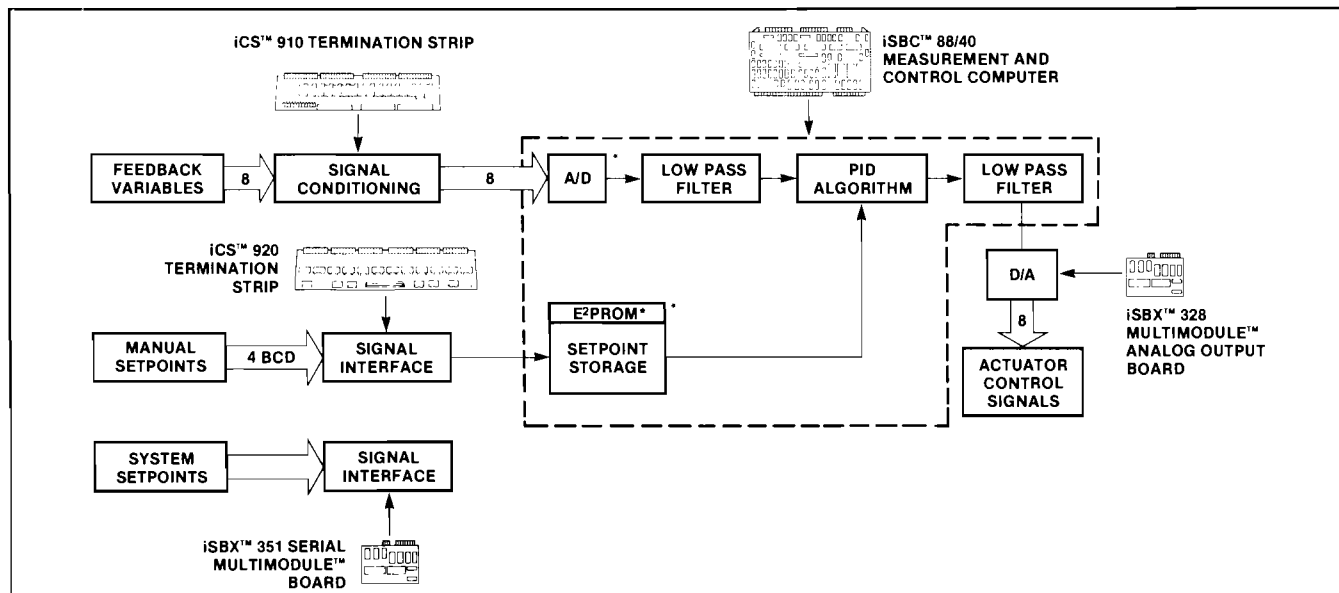 iCS™ 910 TERMINATION STRIP
iSBC™ 88/40
MEASUREMENT AND
CONTROL COMPUTER
FEEDBACK
VARIABLES
8
SIGNAL
CONDITIONING
8
A/D
*
LOW PASS
FILTER
PID
ALGORITHM
LOW PASS
FILTER
iCS™ 920
TERMINATION
STRIP
D/A
iSBX™ 328
MULTIMODULE™
ANALOG OUTPUT
BOARD
8
ACTUATOR
CONTROL
SIGNALS
MANUAL
SETPOINTS
4 BCD
SIGNAL
INTERFACE
E²PROM*
*
SETPOINT
STORAGE
SYSTEM
SETPOINTS
SIGNAL
INTERFACE
iSBX™ 351 SERIAL
MULTIMODULE™
BOARD